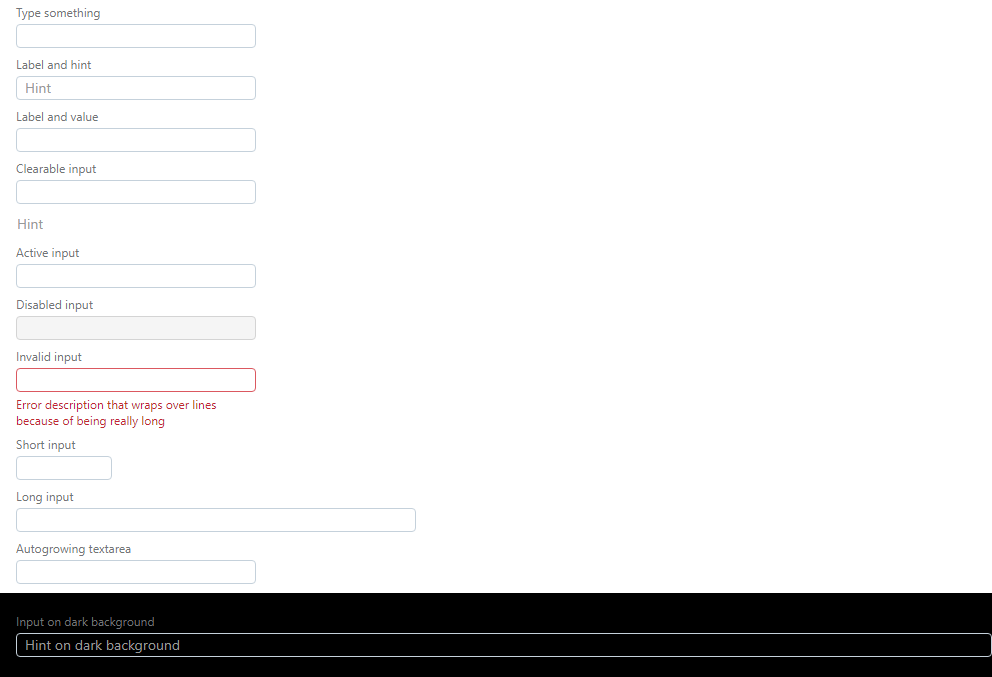 Type something
Label and hint
Hint
Label and value
Clearable input
Hint
Active input
Disabled input
Invalid input
Error description that wraps over lines
because of being really long
Short input
Long input
Autogrowing textarea
Input on dark background
Hint on dark background